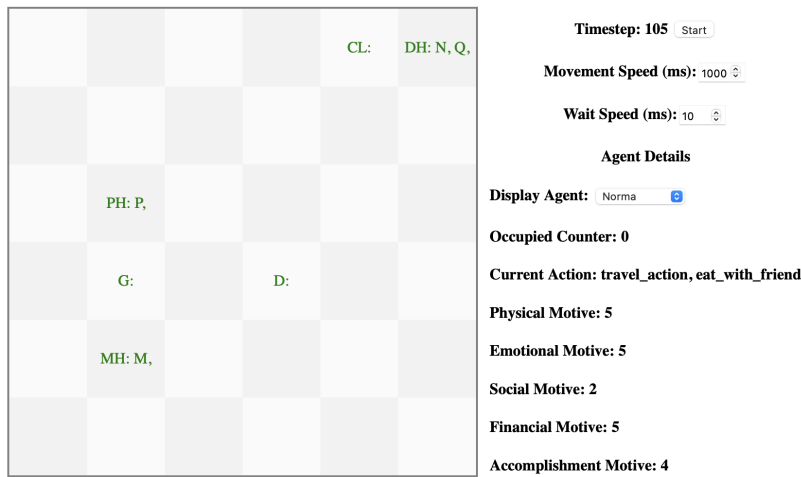 CL: DH: N, Q,
PH: P,
G: D:
MH: M,
Timestep: 105 Start
Movement Speed (ms): 1000
Wait Speed (ms): 10
Agent Details
Display Agent: Norma
Occupied Counter: 0
Current Action: travel_action, eat_with_friend
Physical Motive: 5
Emotional Motive: 5
Social Motive: 2
Financial Motive: 5
Accomplishment Motive: 4